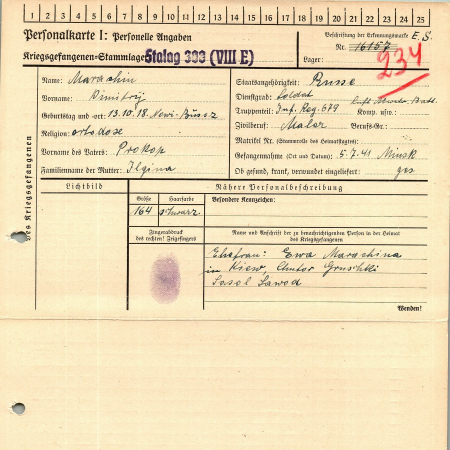 1 2 3 4 5 6 7 8 9 10 11 12 13 14 15 16 17 18 19 20 21 22 23 24 25
Personalkarte I: Personelle Angaben
Kriegsgefangenen-Stammlager: Stalag 333 (VIII E)
Beschriftung der Erkennungsmarke E. S.
Nr. 16157
234
Lager:
Des Kriegsgefangenen
Name: Marachin
Vorname: Dimitrij
Geburtstag und -ort: 13.10.18. Nowi-
Religion: ortodose
Vorname des Vaters: Prokop
Familienname der Mutter: Ilgina
Staatsangehörigkeit: Russe
Dienstgrad: Soldat
Truppenteil: Inf. Reg. 679 Komp. usw.:
Zivilberuf: Maler Berufs-Gr.:
Matrikel Nr. (Stammrolle des Heimatstaates):
Gefangennahme (Ort und Datum): 5.7.41 Minsk
Ob gesund, krank, verwundet eingeliefert: ges
Lichtbild
Nähere Personalbeschreibung
Größe Haarfarbe
164 schwarz
Besondere Kennzeichen:
Fingerabdruck
des rechten! Zeigefingers
Name und Anschrift der zu benachrichtigenden Person in der Heimat
des Kriegsgefangenen
Ehefrau: Ewa Marachina
in Kiew, Chutor Gruschki
Sawod
Wenden!